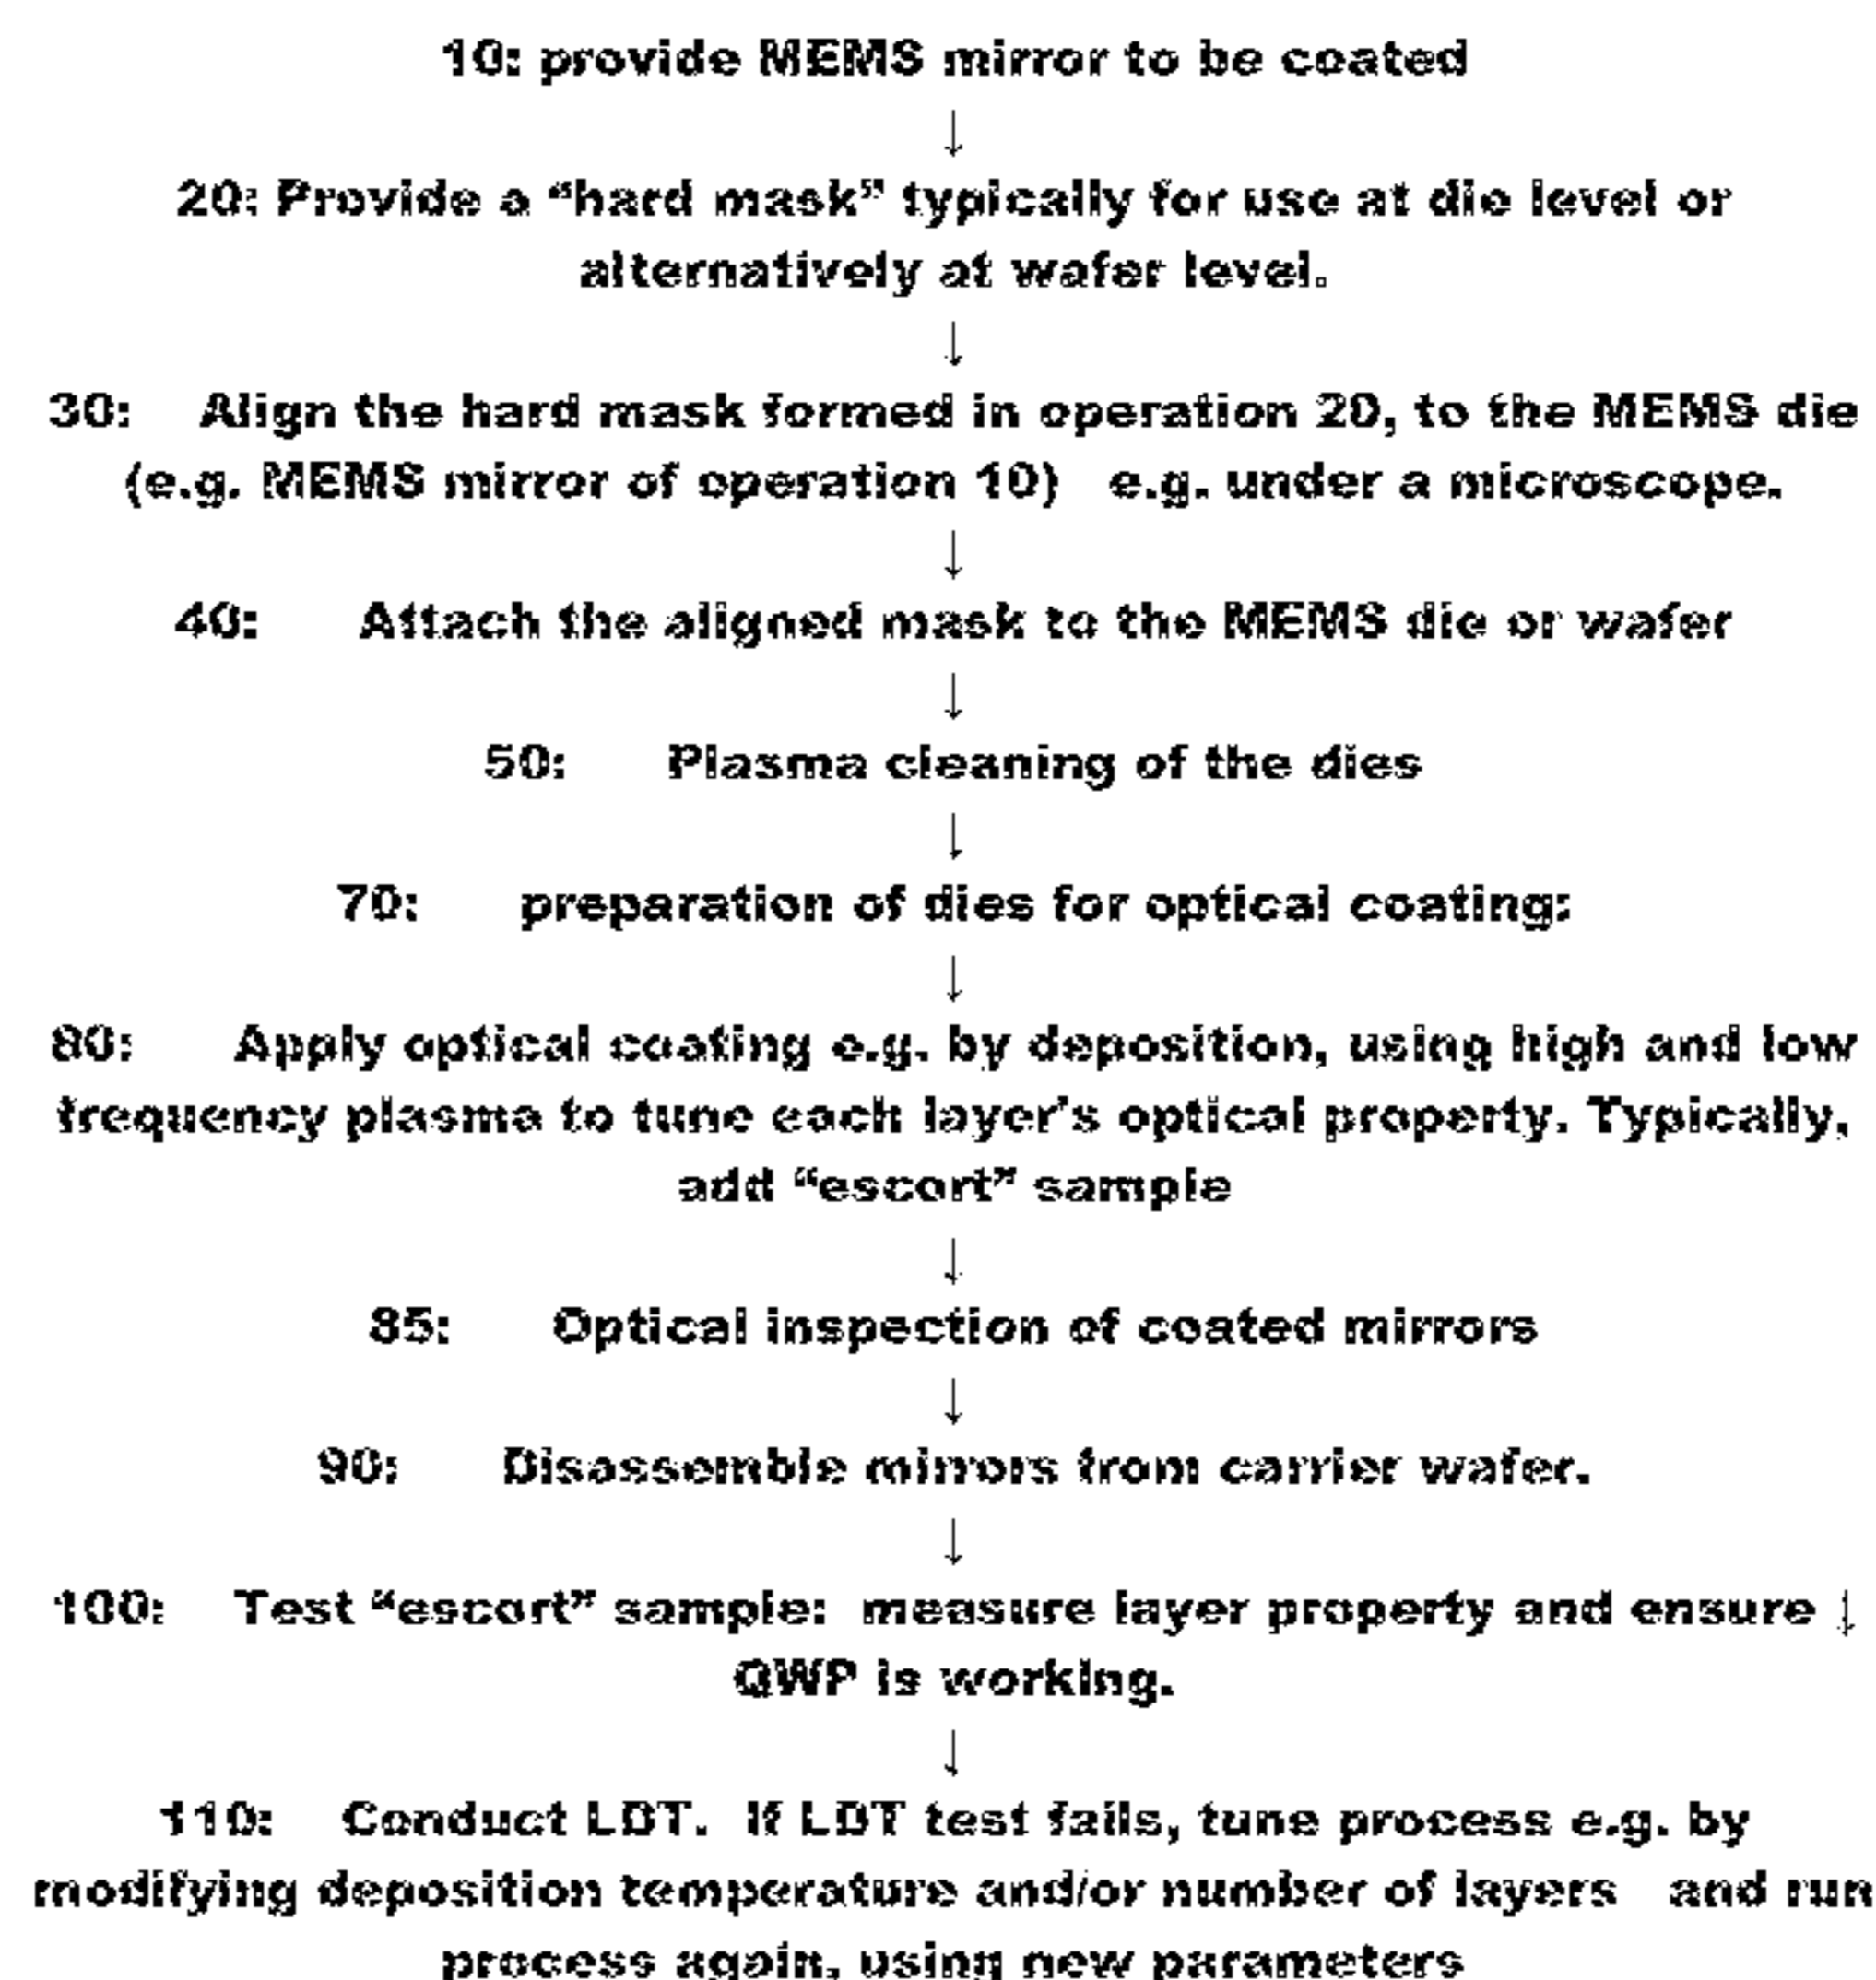 10: provide MEMS mirror to be coated
↓
20: Provide a “hard mask” typically for use at die level or
alternatively at wafer level.
↓
30: Align the hard mask formed in operation 20, to the MEMS die
(e.g. MEMS mirror of operation 10) e.g. under a microscope.
↓
40: Attach the aligned mask to the MEMS die or wafer
↓
50: Plasma cleaning of the dies
↓
70: preparation of dies for optical coating:
↓
80: Apply optical coating e.g. by deposition, using high and low
frequency plasma to tune each layer’s optical property. Typically,
add “escort” sample
↓
85: Optical inspection of coated mirrors
↓
90: Disassemble mirrors from carrier wafer.
↓
100: Test “escort” sample: measure layer property and ensure ↓
QWP is working.
↓
110: Conduct LDT. If LDT test fails, tune process e.g. by
modifying deposition temperature and/or number of layers and run
process again, using new parameters